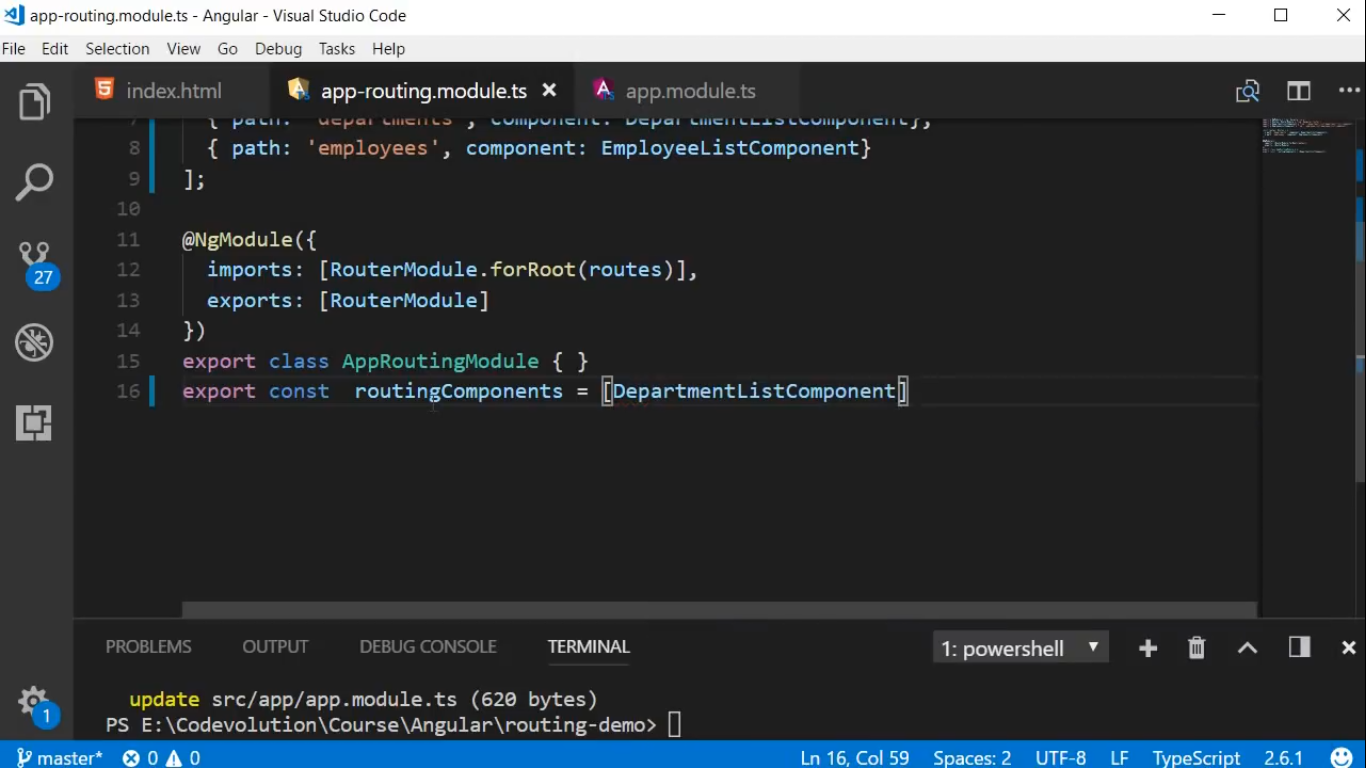 app-routing.module.ts - Angular - Visual Studio Code
File Edit Selection View Go Debug Tasks Help
index.html app-routing.module.ts app.module.ts
7 { path: 'departments', component: DepartmentListComponent},
8 { path: 'employees', component: EmployeeListComponent}
9 ];
10
11 @NgModule({
12 imports: [RouterModule.forRoot(routes)],
13 exports: [RouterModule]
14 })
15 export class AppRoutingModule { }
16 export const  routingComponents = [DepartmentListComponent]
27
PROBLEMS OUTPUT DEBUG CONSOLE TERMINAL 1: powershell
update src/app/app.module.ts (620 bytes)
PS E:\Codevolution\Course\Angular\routing-demo>
1
master* 0 0 Ln 16, Col 59 Spaces: 2 UTF-8 LF TypeScript 2.6.1